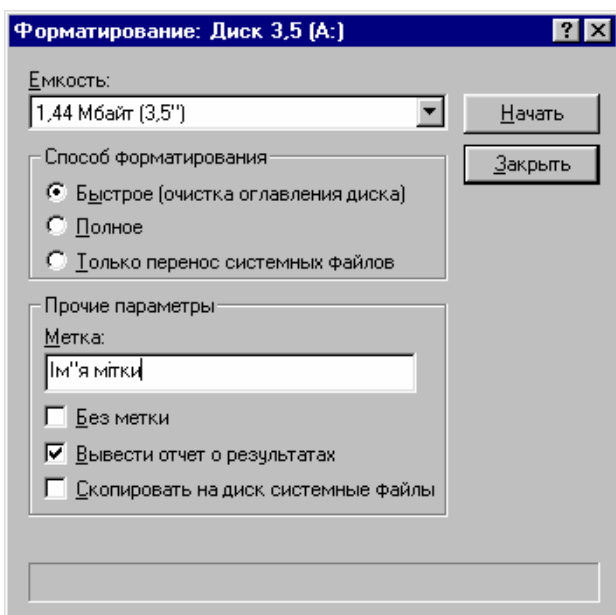 Форматирование: Диск 3,5 (A:)
Емкость:
1,44 Мбайт (3,5")
Начать
Способ форматирования
Закрыть
Быстрое (очистка оглавления диска)
Полное
Только перенос системных файлов
Прочие параметры
Метка:
Ім"я мітки
Без метки
Вывести отчет о результатах
Скопировать на диск системные файлы